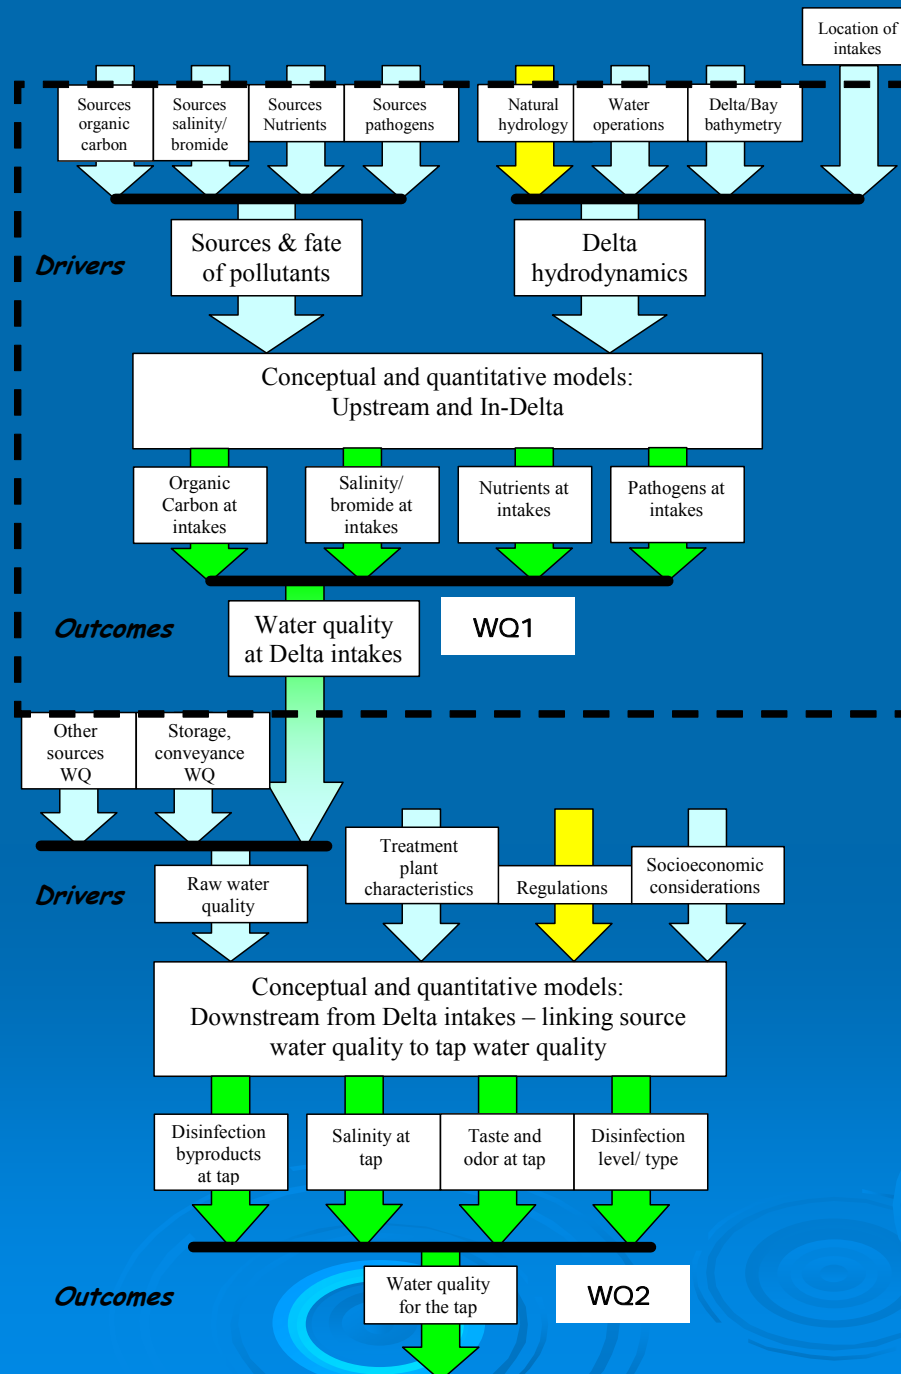 Location of
intakes
Sources
organic
carbon
Sources
salinity/
bromide
Sources
Nutrients
Sources
pathogens
Natural
hydrology
Water
operations
Delta/Bay
bathymetry
Drivers
Sources & fate
of pollutants
Delta
hydrodynamics
Conceptual and quantitative models:
Upstream and In-Delta
Organic
Carbon at
intakes
Salinity/
bromide at
intakes
Nutrients at
intakes
Pathogens at
intakes
Outcomes
Water quality
at Delta intakes
WQ1
Other
sources
WQ
Storage,
conveyance
WQ
Drivers
Raw water
quality
Treatment
plant
characteristics
Regulations
Socioeconomic
considerations
Conceptual and quantitative models:
Downstream from Delta intakes – linking source
water quality to tap water quality
Disinfection
byproducts
at tap
Salinity at
tap
Taste and
odor at tap
Disinfection
level/ type
Outcomes
Water quality
for the tap
WQ2